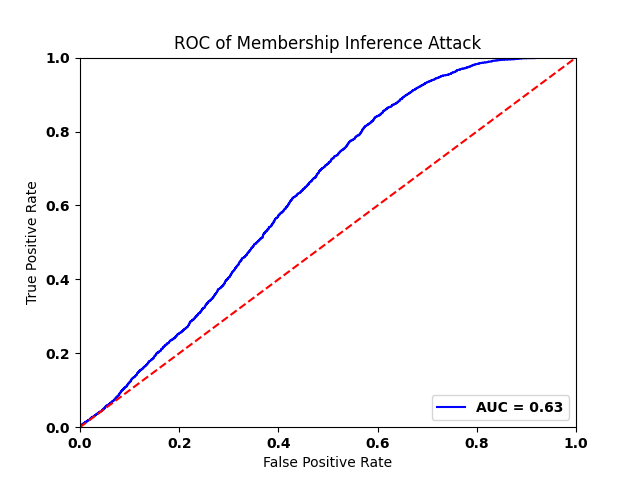 ROC of Membership Inference Attack
1.0
0.8
0.6
0.4
0.2
0.0
True Positive Rate
AUC = 0.63
0.0 0.2 0.4 0.6 0.8 1.0
False Positive Rate